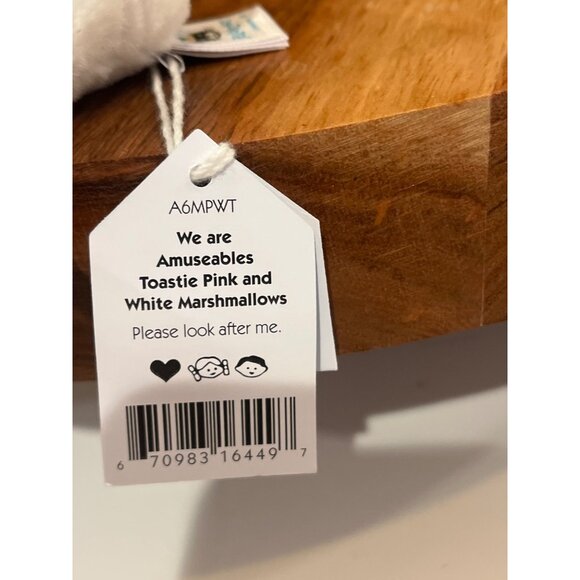 A6MPWT
We are
Amuseables
Toastie Pink and
White Marshmallows
Please look after me.
6 70983 16449 7